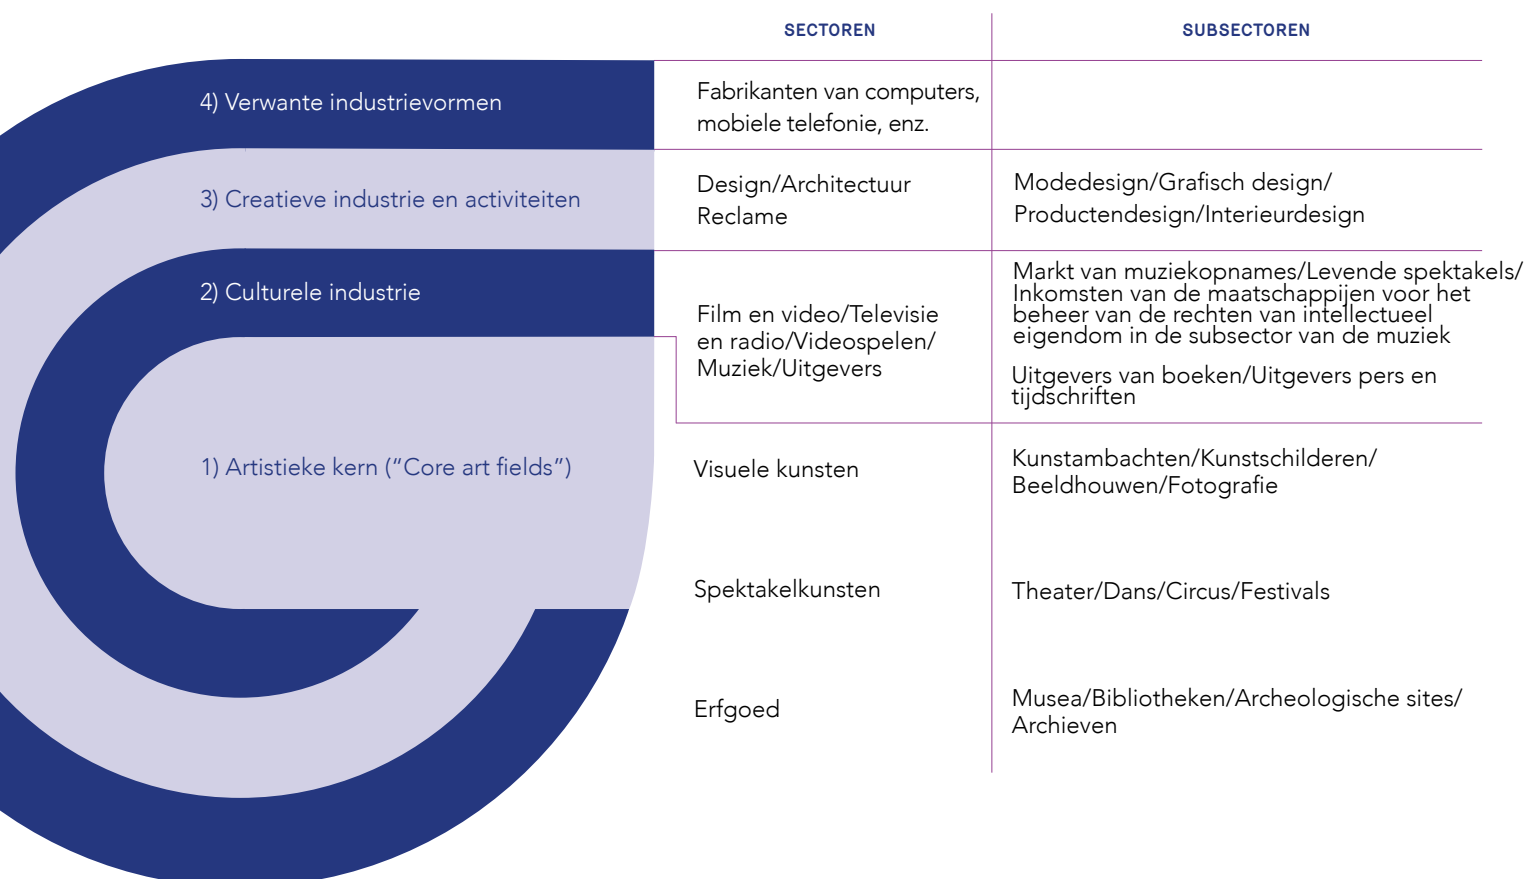 SECTOREN
SUBSECTOREN
4) Verwante industrievormen
Fabrikanten van computers,
mobiele telefonie, enz.
3) Creatieve industrie en activiteiten
Design/Architectuur
Reclame
Modedesign/Grafisch design/
Productendesign/Interieurdesign
2) Culturele industrie
Film en video/Televisie
en radio/Videospelen/
Muziek/Uitgevers
Markt van muziekopnames/Levende spektakels/
Inkomsten van de maatschappijen voor het
beheer van de rechten van intellectueel
eigendom in de subsector van de muziek
Uitgevers van boeken/Uitgevers pers en
tijdschriften
1) Artistieke kern (“Core art fields”)
Visuele kunsten
Kunstambachten/Kunstschilderen/
Beeldhouwen/Fotografie
Spektakelkunsten
Theater/Dans/Circus/Festivals
Erfgoed
Musea/Bibliotheken/Archeologische sites/
Archieven